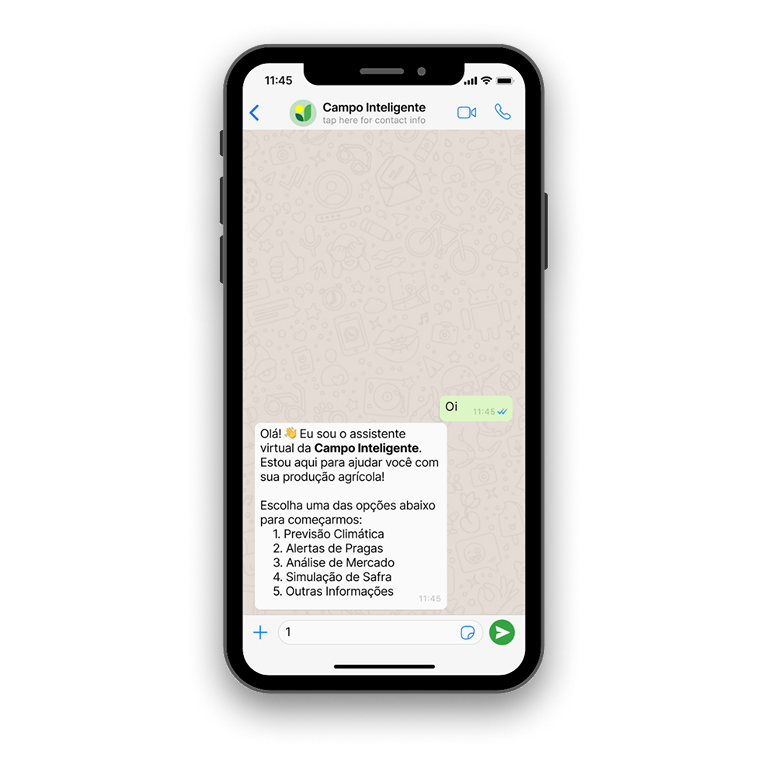 11:45
Campo Inteligente
tap here for contact info
Oi
11:45
Olá! 👋 Eu sou o assistente
virtual da Campo Inteligente.
Estou aqui para ajudar você com
sua produção agrícola!
Escolha uma das opções abaixo
para começarmos:
1. Previsão Climática
2. Alertas de Pragas
3. Análise de Mercado
4. Simulação de Safra
5. Outras Informações
11:45
1